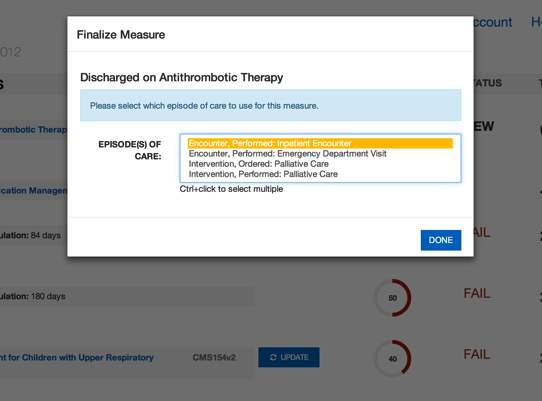 Finalize Measure
ccount
H
012
Discharged on Antithrombotic Therapy
S
TATUS
T
Please select which episode of care to use for this measure.
rombotic Therap
EW
EPISODE(S) OF
CARE:
Encounter, Performed: Inpatient Encounter
Encounter, Performed: Emergency Department Visit
Intervention, Ordered: Palliative Care
Intervention, Performed: Palliative Care
Ctrl+click to select multiple
ication Managem
ulation: 84 days
AIL
DONE
ulation: 180 days
50
FAIL
nt for Children with Upper Respiratory
CMS154v2
UPDATE
40
FAIL